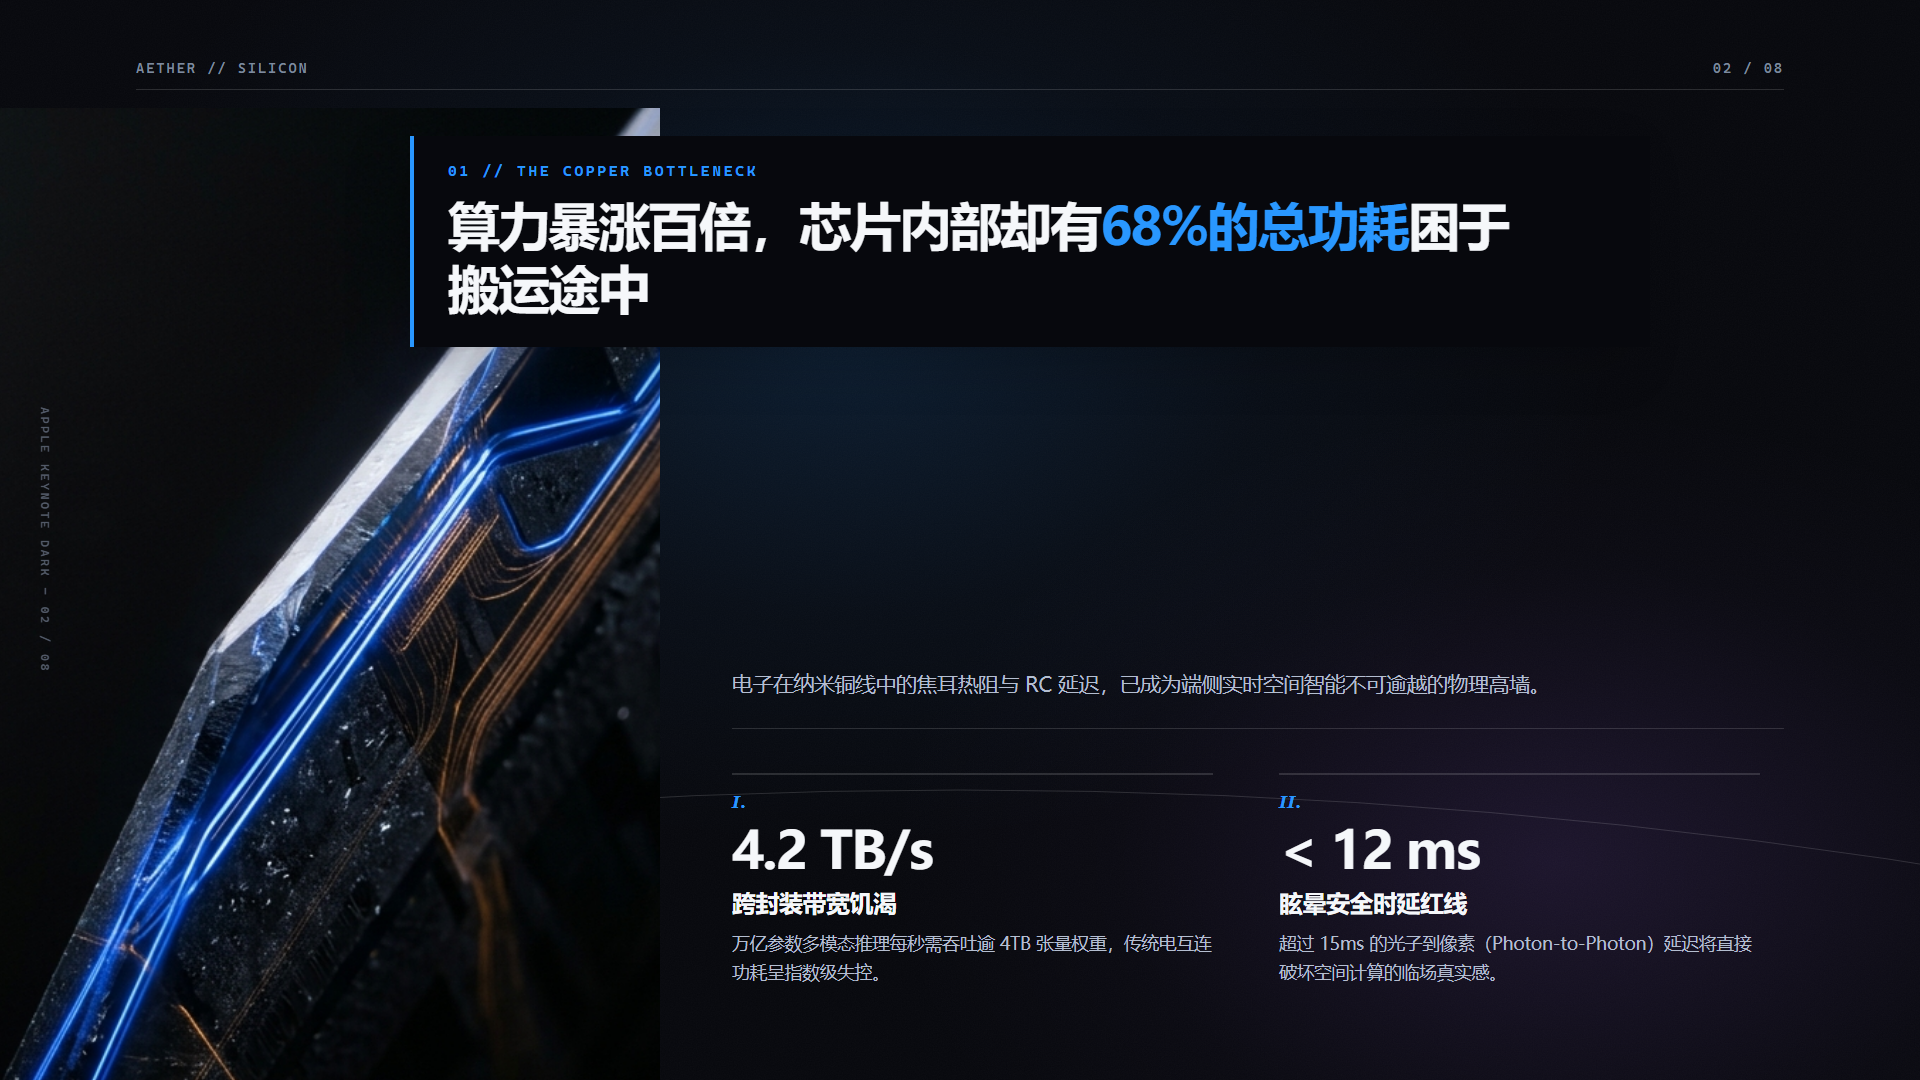 AETHER // SILICON
02 / 08
01 // THE COPPER BOTTLENECK
算力暴涨百倍，芯片内部却有68%的总功耗困于
搬运途中
APPLE KEYNOTE DARK — 02 / 08
电子在纳米铜线中的焦耳热阻与 RC 延迟，已成为端侧实时空间智能不可逾越的物理高墙。
I.
4.2 TB/s
跨封装带宽饥渴
万亿参数多模态推理每秒需吞吐逾 4TB 张量权重，传统电互连
功耗呈指数级失控。
II.
< 12 ms
眩晕安全时延红线
超过 15ms 的光子到像素（Photon-to-Photon）延迟将直接
破坏空间计算的临场真实感。